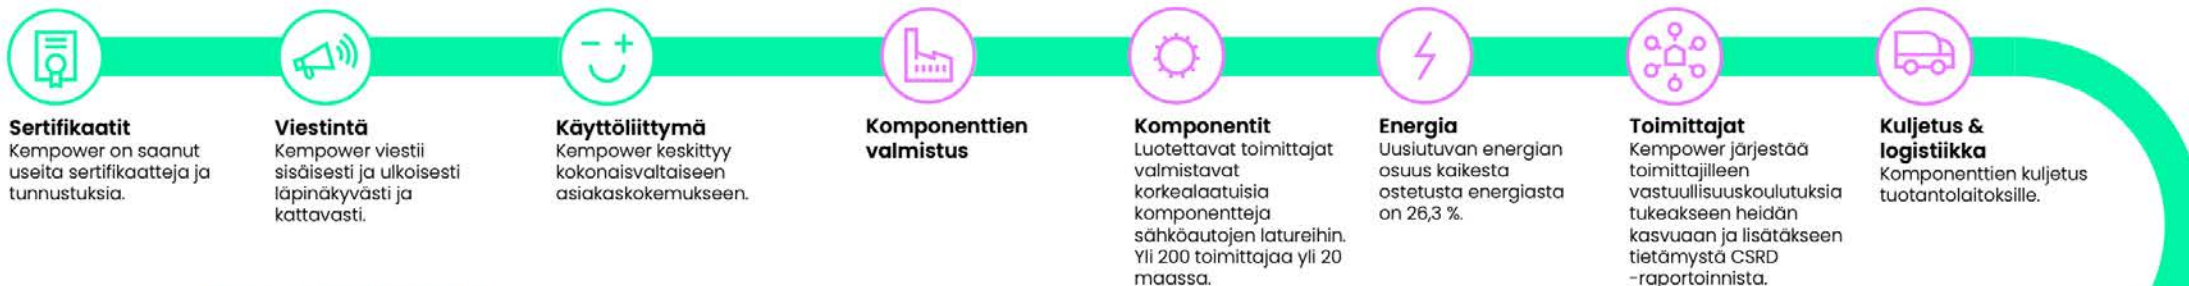 Sertifikaatit
Kempower on saanut
useita sertifikaatteja ja
tunnustuksia.
Viestintä
Kempower viestii
sisäisesti ja ulkoisesti
läpinäkyvästi ja
kattavasti.
Käyttöliittymä
Kempower keskittyy
kokonaisvaltaiseen
asiakaskokemukseen.
Komponenttien
valmistus
Komponentit
Luotettavat toimittajat
valmistavat
korkealaatuisia
komponentteja
sähköautojen latureihin.
Yli 200 toimittajaa yli 20
maassa.
Energia
Uusiutuvan energian
osuus kaikesta
ostetusta energiasta
on 26,3 %.
Toimittajat
Kempower järjestää
toimittajilleen
vastuullisuuskoulutuksia
tukeakseen heidän
kasvuaan ja lisätäkseen
tietämystä CSRD
-raportoinnista.
Kuljetus &
logistiikka
Komponenttien kuljetus
tuotantolaitoksille.